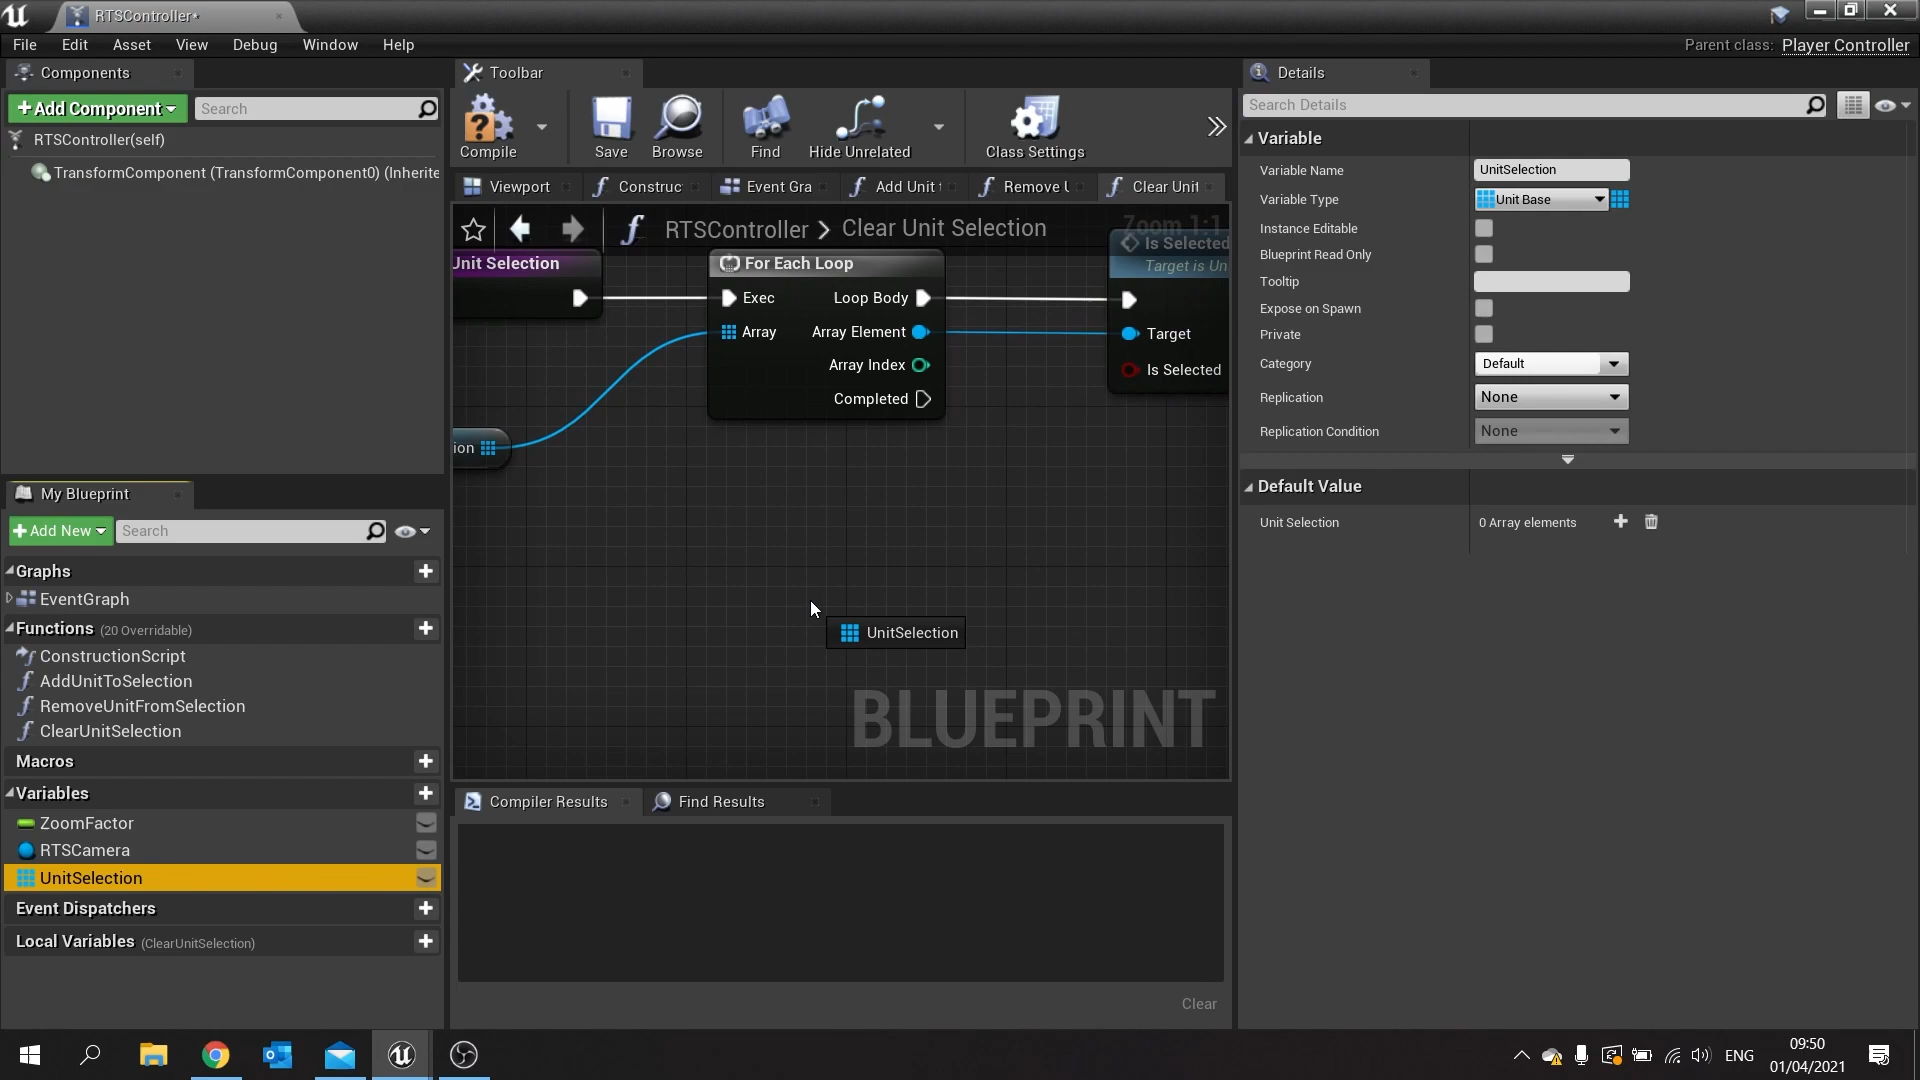 RTSController*
File Edit Asset View Debug Window Help
Parent class: Player Controller
Components
Add Component
Search
RTSController(self)
TransformComponent (TransformComponent0) (Inherite
My Blueprint
Add New
Search
Graphs
EventGraph
Functions (20 Overridable)
ConstructionScript
AddUnitToSelection
RemoveUnitFromSelection
ClearUnitSelection
Macros
Variables
ZoomFactor
RTSCamera
UnitSelection
Event Dispatchers
Local Variables (ClearUnitSelection)
Toolbar
Compile Save Browse Find Hide Unrelated Class Settings
Viewport Construc Event Gra Add Unit Remove Clear Unit
RTSController > Clear Unit Selection
Zoom 1:1
Unit Selection
For Each Loop
Exec Loop Body
Array Array Element
Array Index
Completed
ion
Is Selected
Target is Un
Target
Is Selected
UnitSelection
BLUEPRINT
Compiler Results Find Results
Clear
Details
Search Details
Variable
Variable Name UnitSelection
Variable Type Unit Base
Instance Editable
Blueprint Read Only
Tooltip
Expose on Spawn
Private
Category Default
Replication None
Replication Condition None
Default Value
Unit Selection 0 Array elements
ENG
09:50
01/04/2021